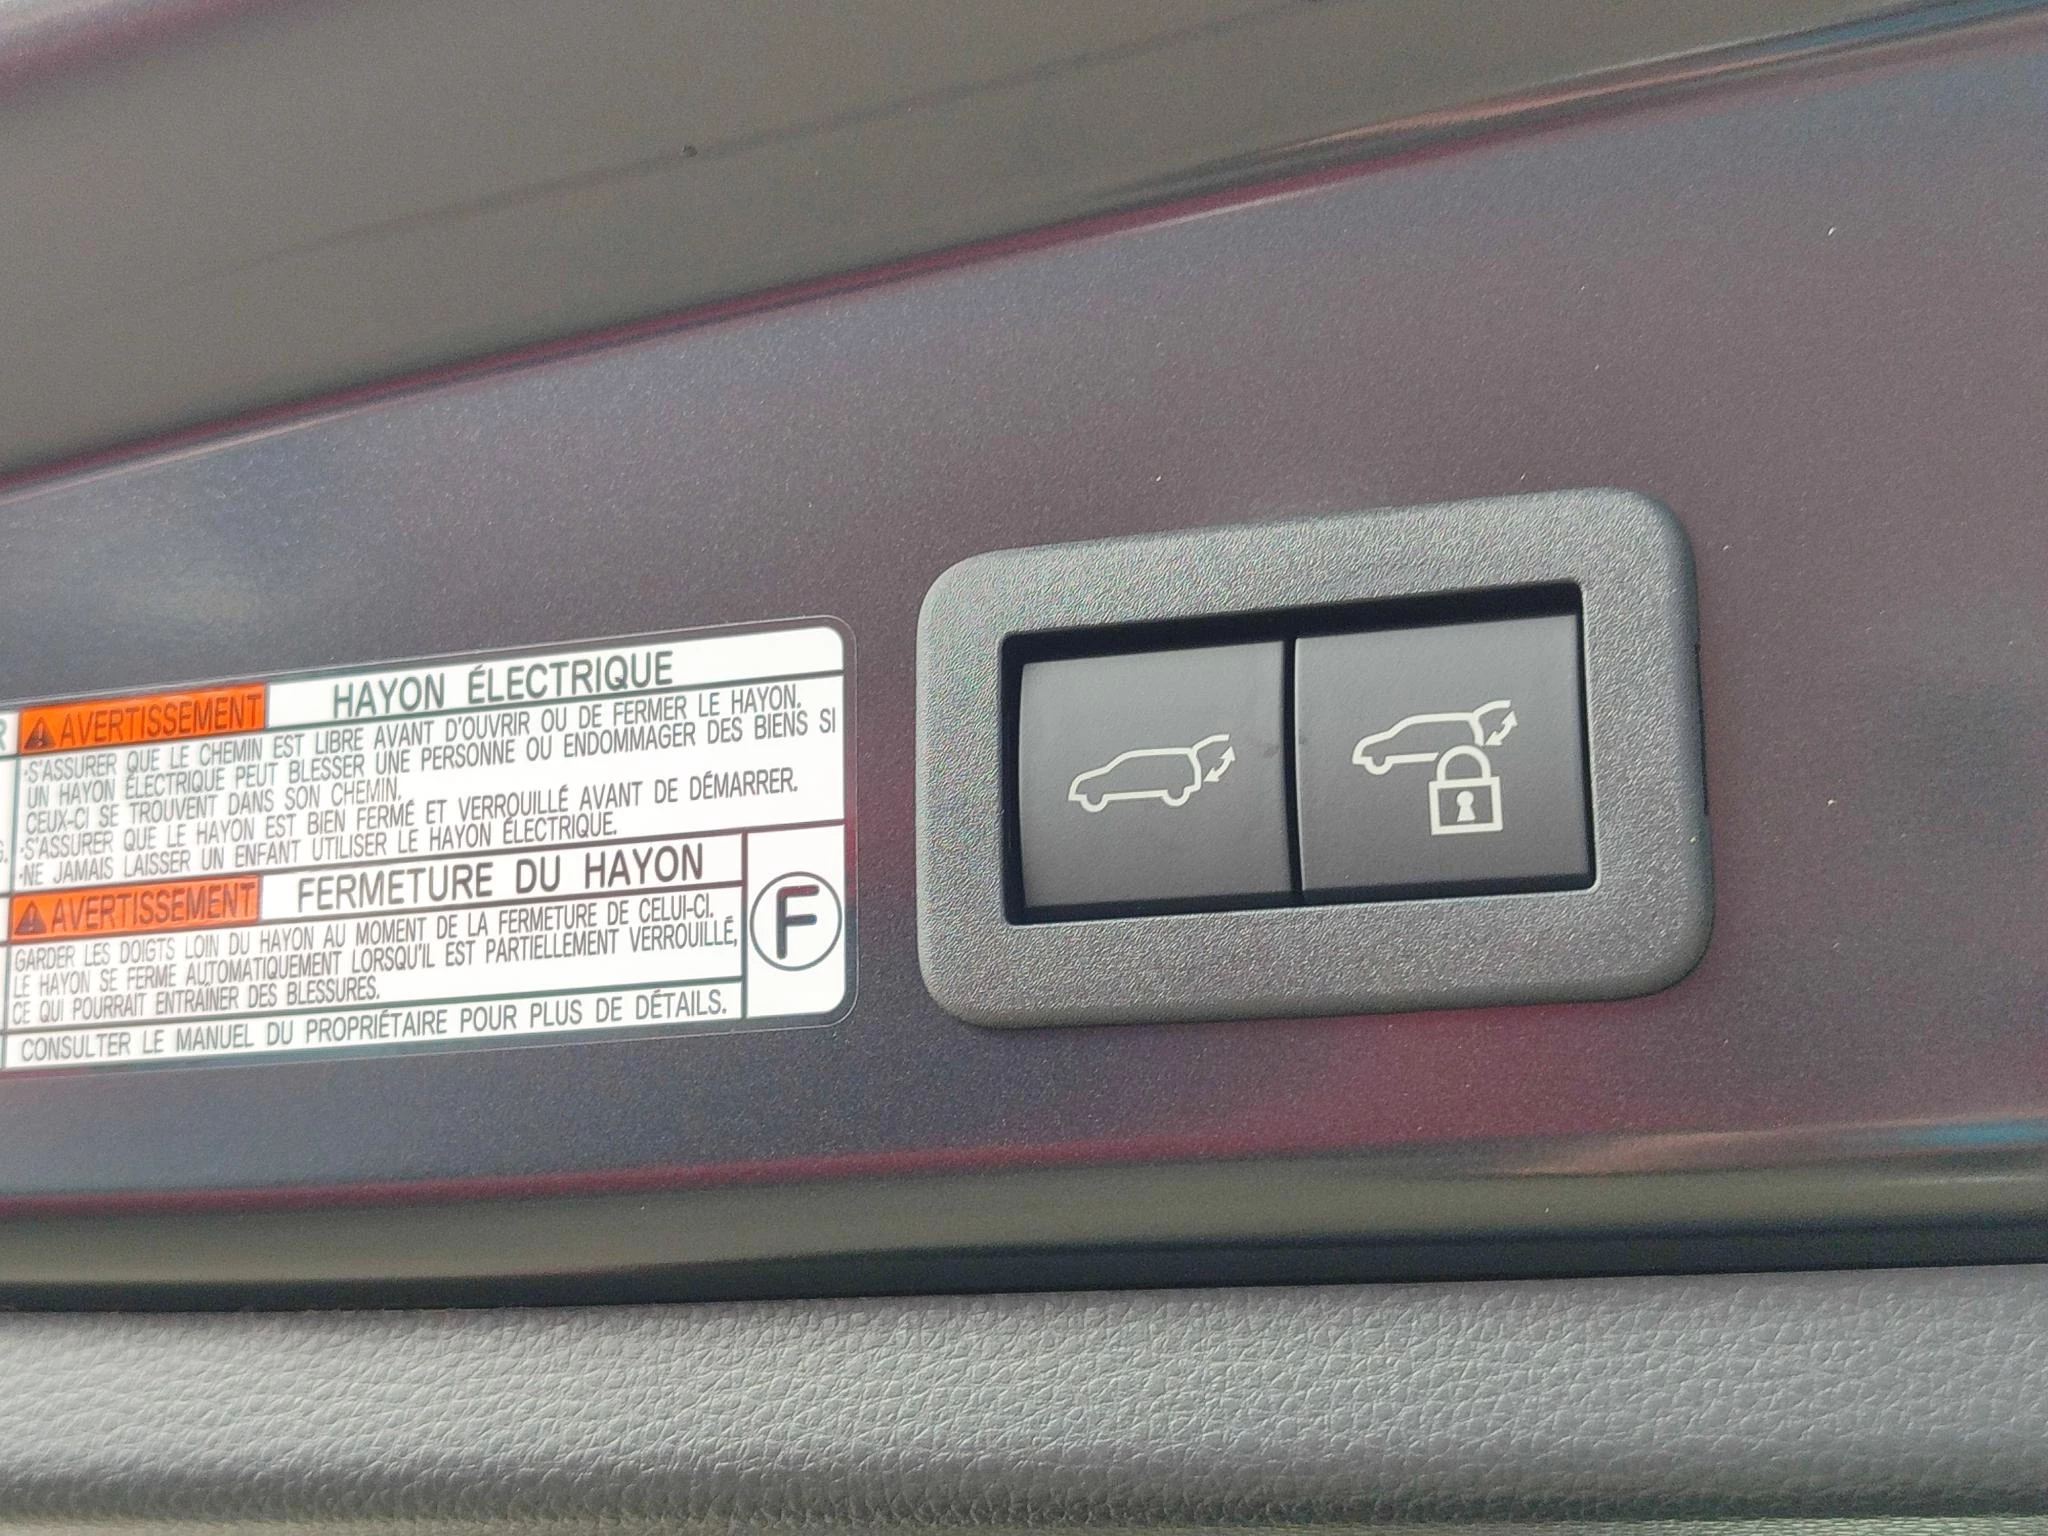 R
⚠AVERTISSEMENT HAYON ÉLECTRIQUE
·S'ASSURER QUE LE CHEMIN EST LIBRE AVANT D'OUVRIR OU DE FERMER LE HAYON.
UN HAYON ÉLECTRIQUE PEUT BLESSER UNE PERSONNE OU ENDOMMAGER DES BIENS SI
CEUX-CI SE TROUVENT DANS SON CHEMIN.
·S'ASSURER QUE LE HAYON EST BIEN FERMÉ ET VERROUILLÉ AVANT DE DÉMARRER.
·NE JAMAIS LAISSER UN ENFANT UTILISER LE HAYON ÉLECTRIQUE.
⚠AVERTISSEMENT FERMETURE DU HAYON
GARDER LES DOIGTS LOIN DU HAYON AU MOMENT DE LA FERMETURE DE CELUI-CI.
LE HAYON SE FERME AUTOMATIQUEMENT LORSQU'IL EST PARTIELLEMENT VERROUILLÉ,
CE QUI POURRAIT ENTRAÎNER DES BLESSURES.
CONSULTER LE MANUEL DU PROPRIÉTAIRE POUR PLUS DE DÉTAILS.
F